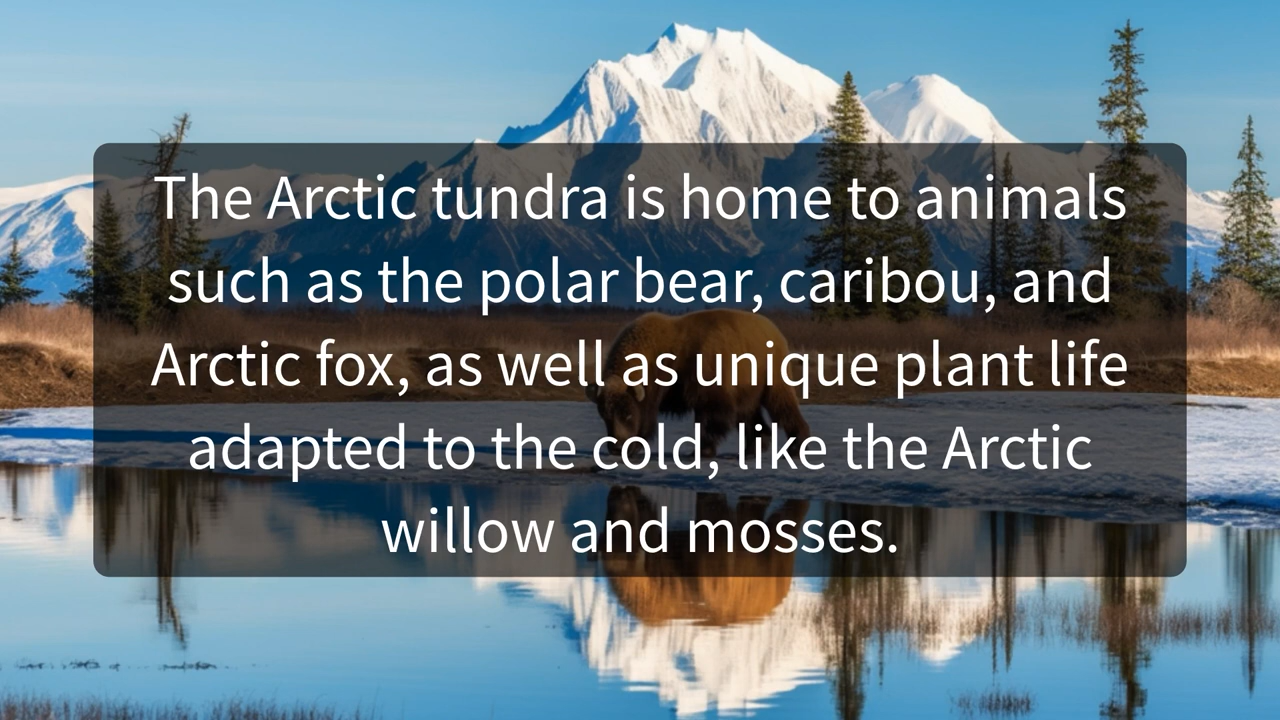 The Arctic tundra is home to animals
such as the polar bear, caribou, and
Arctic fox, as well as unique plant life
adapted to the cold, like the Arctic
willow and mosses.